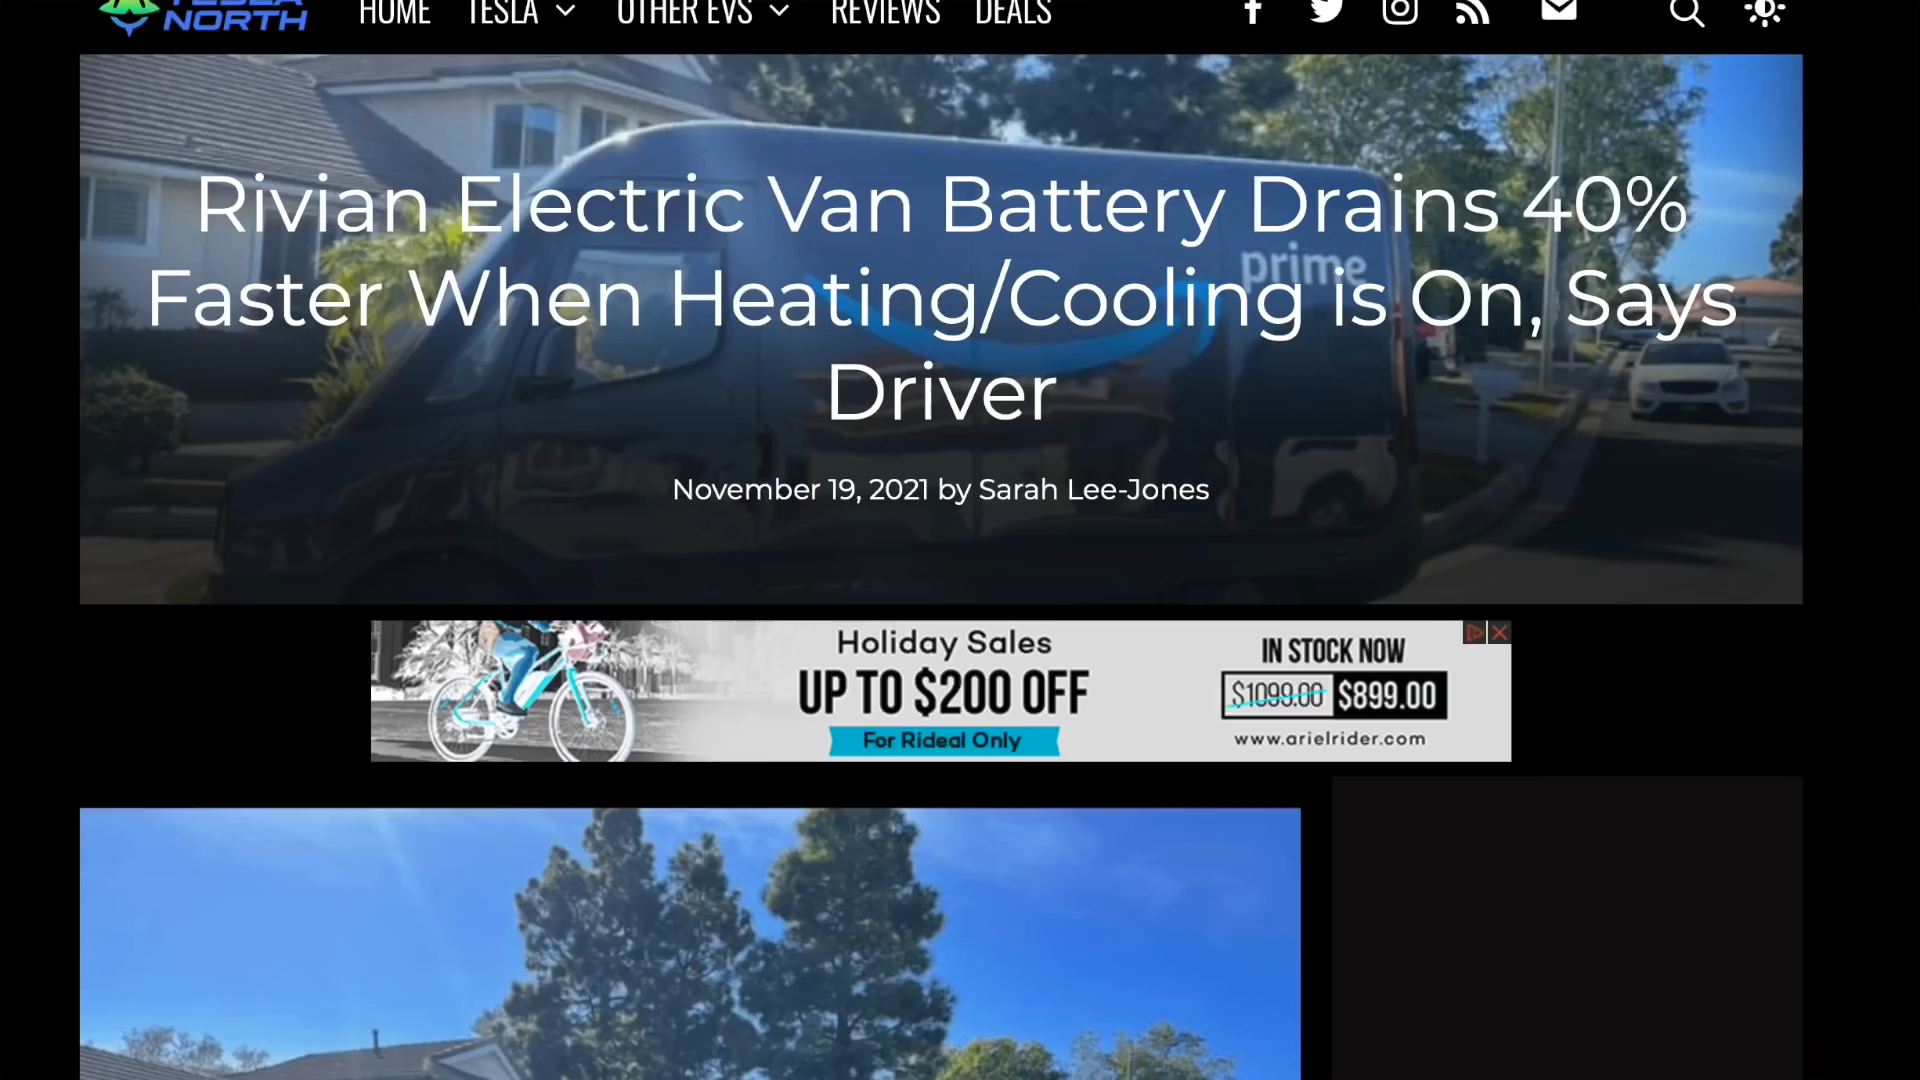 TESLA
NORTH
HOME TESLA OTHER EVS REVIEWS DEALS
Rivian Electric Van Battery Drains 40%
Faster When Heating/Cooling is On, Says
Driver
prime
November 19, 2021 by Sarah Lee-Jones
Holiday Sales
UP TO $200 OFF
For Rideal Only
IN STOCK NOW
$1099.00 $899.00
www.arielrider.com